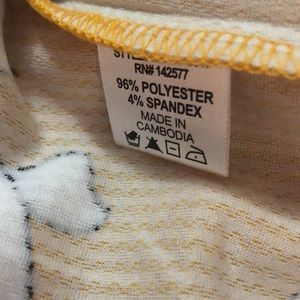 RN# 142577
96% POLYESTER
4% SPANDEX
MADE IN
CAMBODIA